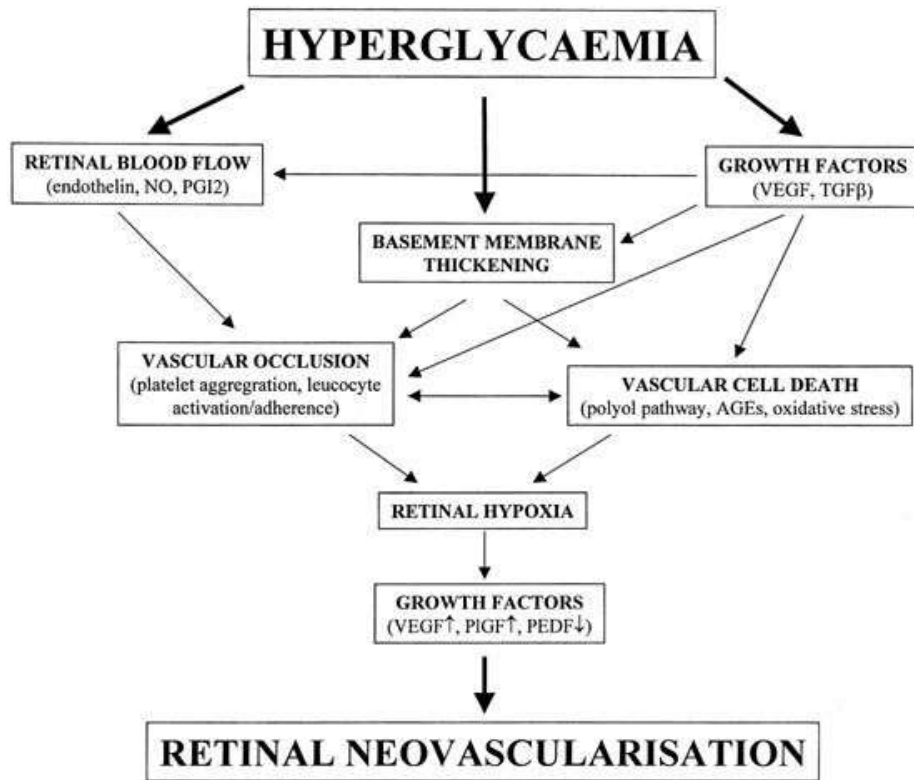 HYPERGLYCAEMIA
RETINAL BLOOD FLOW
(endothelin, NO, PGI2)
GROWTH FACTORS
(VEGF, TGFβ)
BASEMENT MEMBRANE
THICKENING
VASCULAR OCCLUSION
(platelet aggregration, leucocyte
activation/adherence)
VASCULAR CELL DEATH
(polyol pathway, AGEs, oxidative stress)
RETINAL HYPOXIA
GROWTH FACTORS
(VEGF↑, PlGF↑, PEDF↓)
RETINAL NEOVASCULARISATION